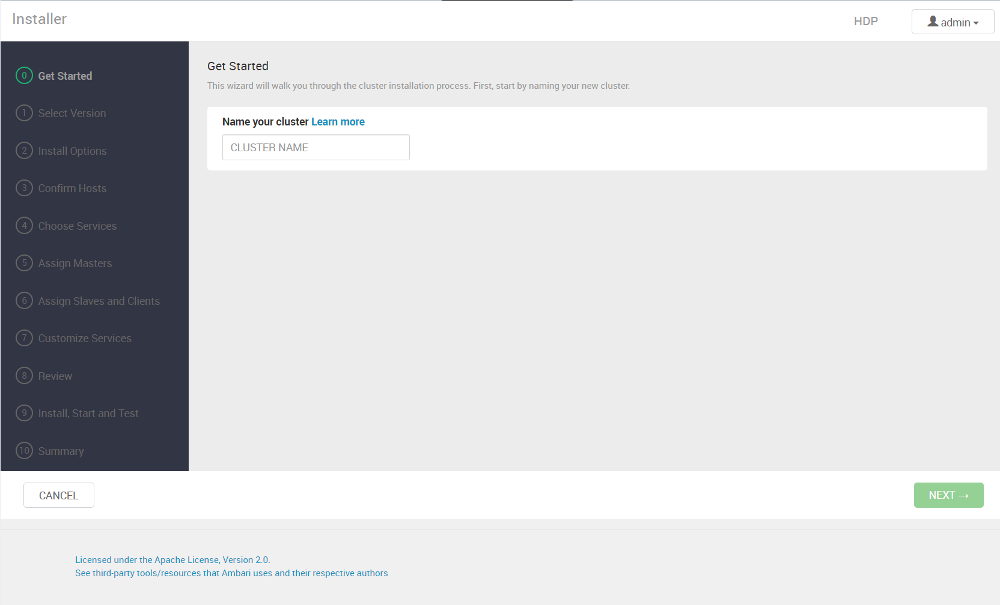 Installer
HDP
admin
0 Get Started
1 Select Version
2 Install Options
3 Confirm Hosts
4 Choose Services
5 Assign Masters
6 Assign Slaves and Clients
7 Customize Services
8 Review
9 Install, Start and Test
10 Summary
Get Started
This wizard will walk you through the cluster installation process. First, start by naming your new cluster.
Name your cluster Learn more
CLUSTER NAME
CANCEL
NEXT →
Licensed under the Apache License, Version 2.0.
See third-party tools/resources that Ambari uses and their respective authors